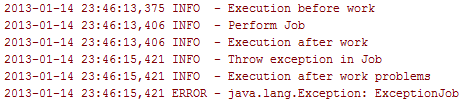 2013-01-14 23:46:13,375 INFO  - Execution before work
2013-01-14 23:46:13,406 INFO  - Perform Job
2013-01-14 23:46:13,406 INFO  - Execution after work
2013-01-14 23:46:15,421 INFO  - Throw exception in Job
2013-01-14 23:46:15,421 INFO  - Execution after work problems
2013-01-14 23:46:15,421 ERROR - java.lang.Exception: ExceptionJob